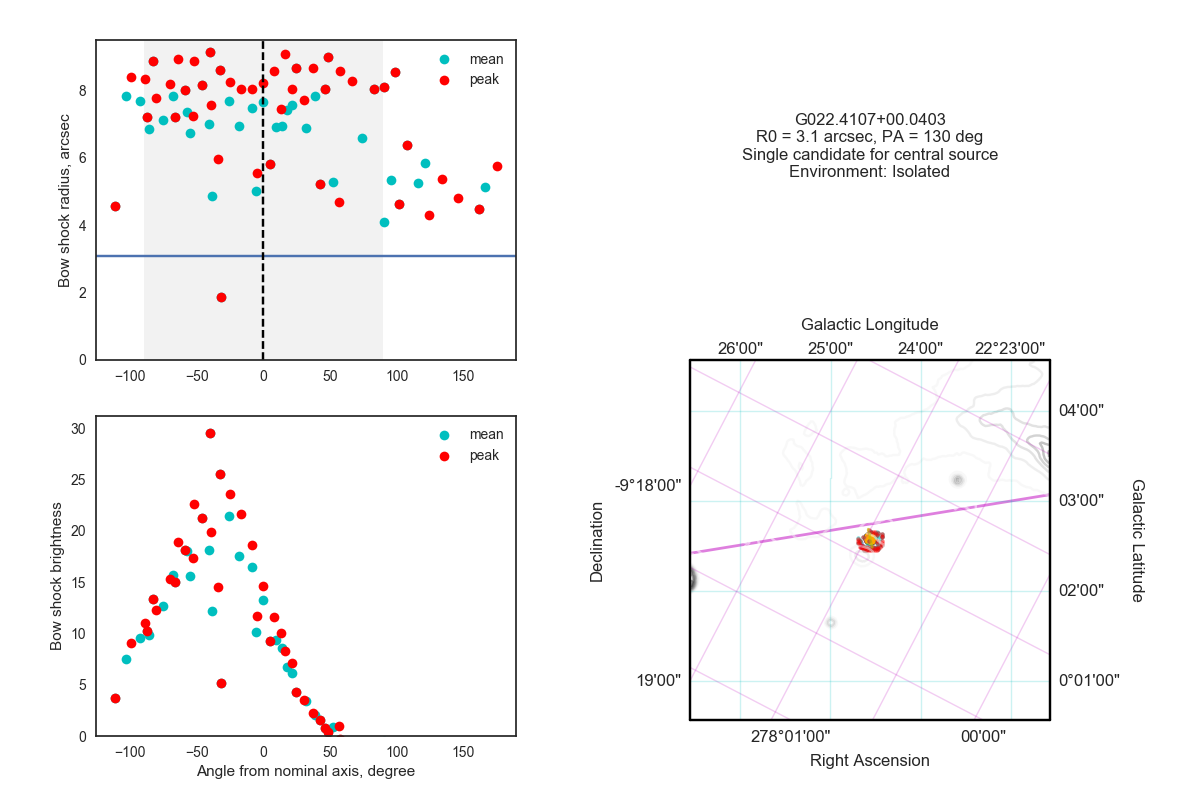 mean
peak
Bow shock radius, arcsec
8
6
4
2
0
−100 −50 0 50 100 150
mean
peak
Bow shock brightness
30
25
20
15
10
5
0
−100 −50 0 50 100 150
Angle from nominal axis, degree
G022.4107+00.0403
R0 = 3.1 arcsec, PA = 130 deg
Single candidate for central source
Environment: Isolated
Galactic Longitude
26'00" 25'00" 24'00" 22°23'00"
04'00"
-9°18'00"
03'00"
Declination
Galactic Latitude
02'00"
19'00"
0°01'00"
278°01'00" 00'00"
Right Ascension